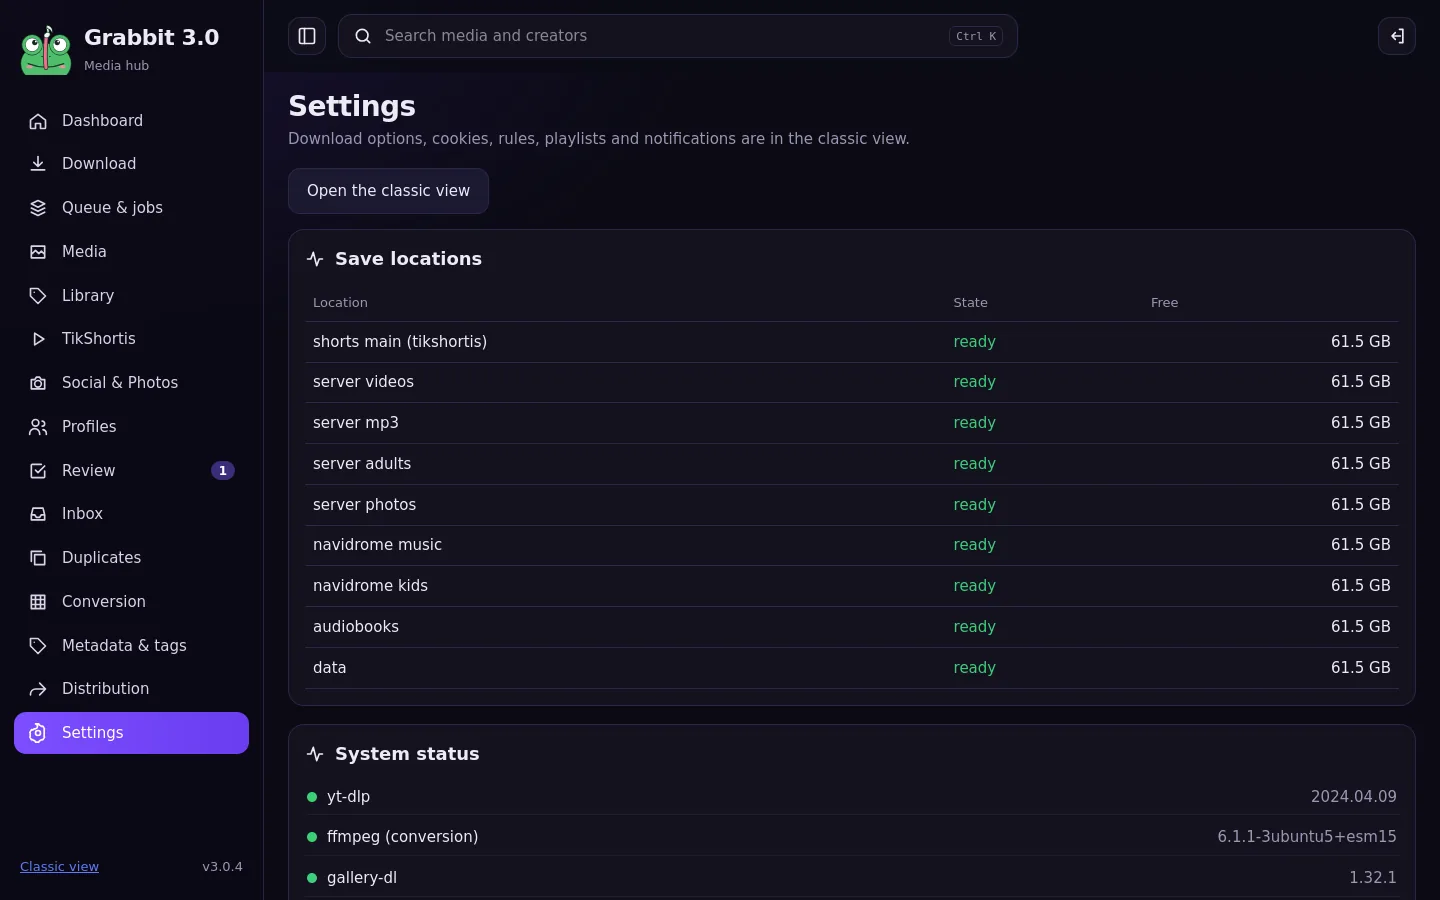 Grabbit 3.0
Media hub
Dashboard
Download
Queue & jobs
Media
Library
TikShortis
Social & Photos
Profiles
Review 1
Inbox
Duplicates
Conversion
Metadata & tags
Distribution
Settings
Classic view v3.0.4
Search media and creators Ctrl K
Settings
Download options, cookies, rules, playlists and notifications are in the classic view.
Open the classic view
Save locations
Location State Free
shorts main (tikshortis) ready 61.5 GB
server videos ready 61.5 GB
server mp3 ready 61.5 GB
server adults ready 61.5 GB
server photos ready 61.5 GB
navidrome music ready 61.5 GB
navidrome kids ready 61.5 GB
audiobooks ready 61.5 GB
data ready 61.5 GB
System status
yt-dlp 2024.04.09
ffmpeg (conversion) 6.1.1-3ubuntu5+esm15
gallery-dl 1.32.1